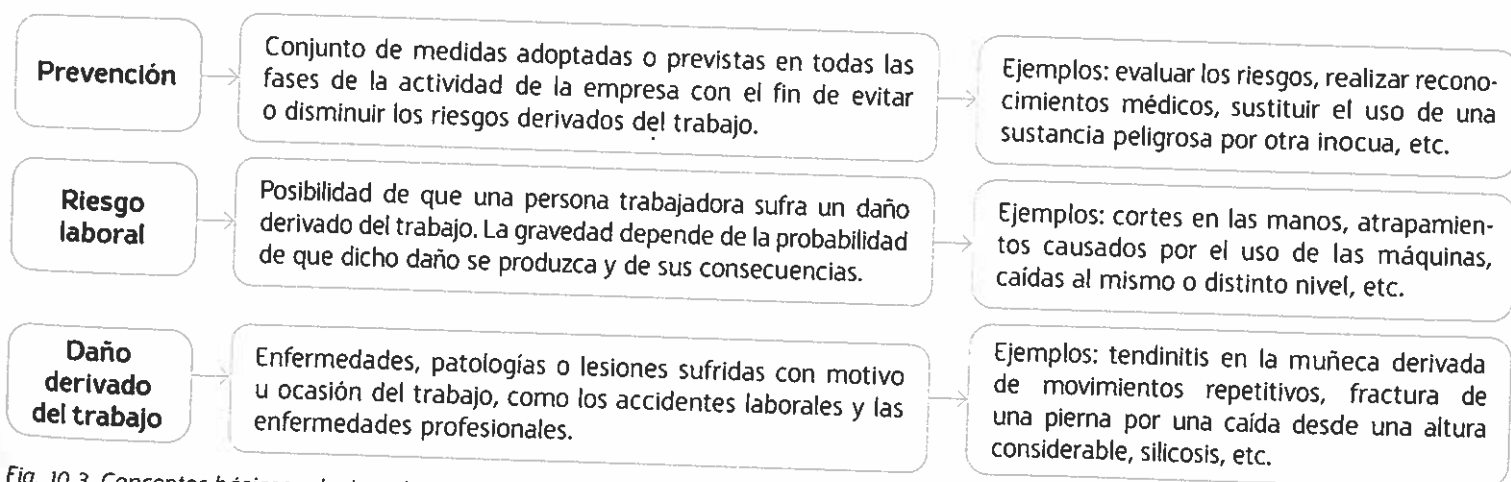 Prevención
Conjunto de medidas adoptadas o previstas en todas las
fases de la actividad de la empresa con el fin de evitar
o disminuir los riesgos derivados del trabajo.
Ejemplos: evaluar los riesgos, realizar recono-
cimientos médicos, sustituir el uso de una
sustancia peligrosa por otra inocua, etc.
Riesgo
laboral
Posibilidad de que una persona trabajadora sufra un daño
derivado del trabajo. La gravedad depende de la probabilidad
de que dicho daño se produzca y de sus consecuencias.
Ejemplos: cortes en las manos, atrapamien-
tos causados por el uso de las máquinas,
caídas al mismo o distinto nivel, etc.
Daño
derivado
del trabajo
Enfermedades, patologías o lesiones sufridas con motivo
u ocasión del trabajo, como los accidentes laborales y las
enfermedades profesionales.
Ejemplos: tendinitis en la muñeca derivada
de movimientos repetitivos, fractura de
una pierna por una caída desde una altura
considerable, silicosis, etc.
Fig. 10.3. Conceptos básicos